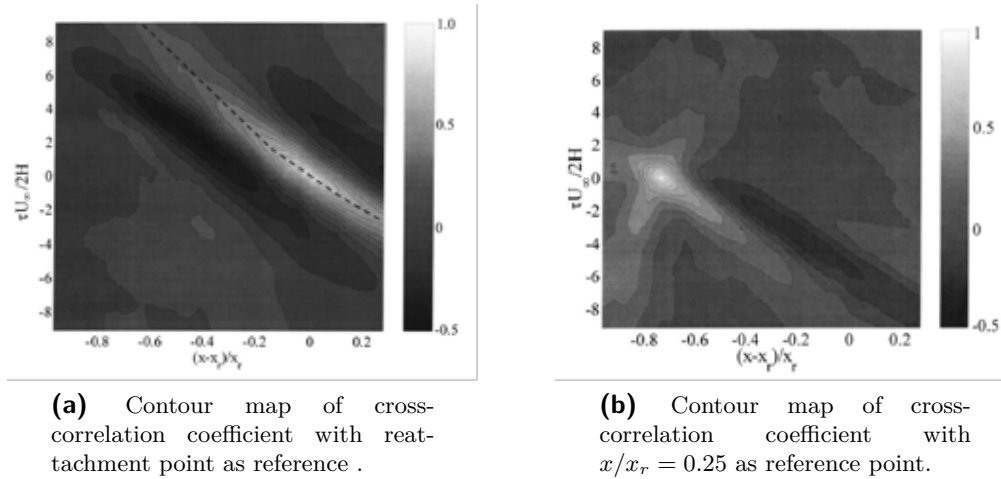 8
6
4
2
0
-2
-4
-6
-8
τU∞/2H
-0.8 -0.6 -0.4 -0.2 0 0.2
(x-xr)/xr
1.0
0.5
0
-0.5
8
6
4
2
0
-2
-4
-6
-8
τU∞/2H
-0.8 -0.6 -0.4 -0.2 0 0.2
(x-xr)/xr
1
0.5
0
-0.5
(a) Contour map of cross-
correlation coefficient with reat-
tachment point as reference .
(b) Contour map of cross-
correlation coefficient with
x/xr = 0.25 as reference point.